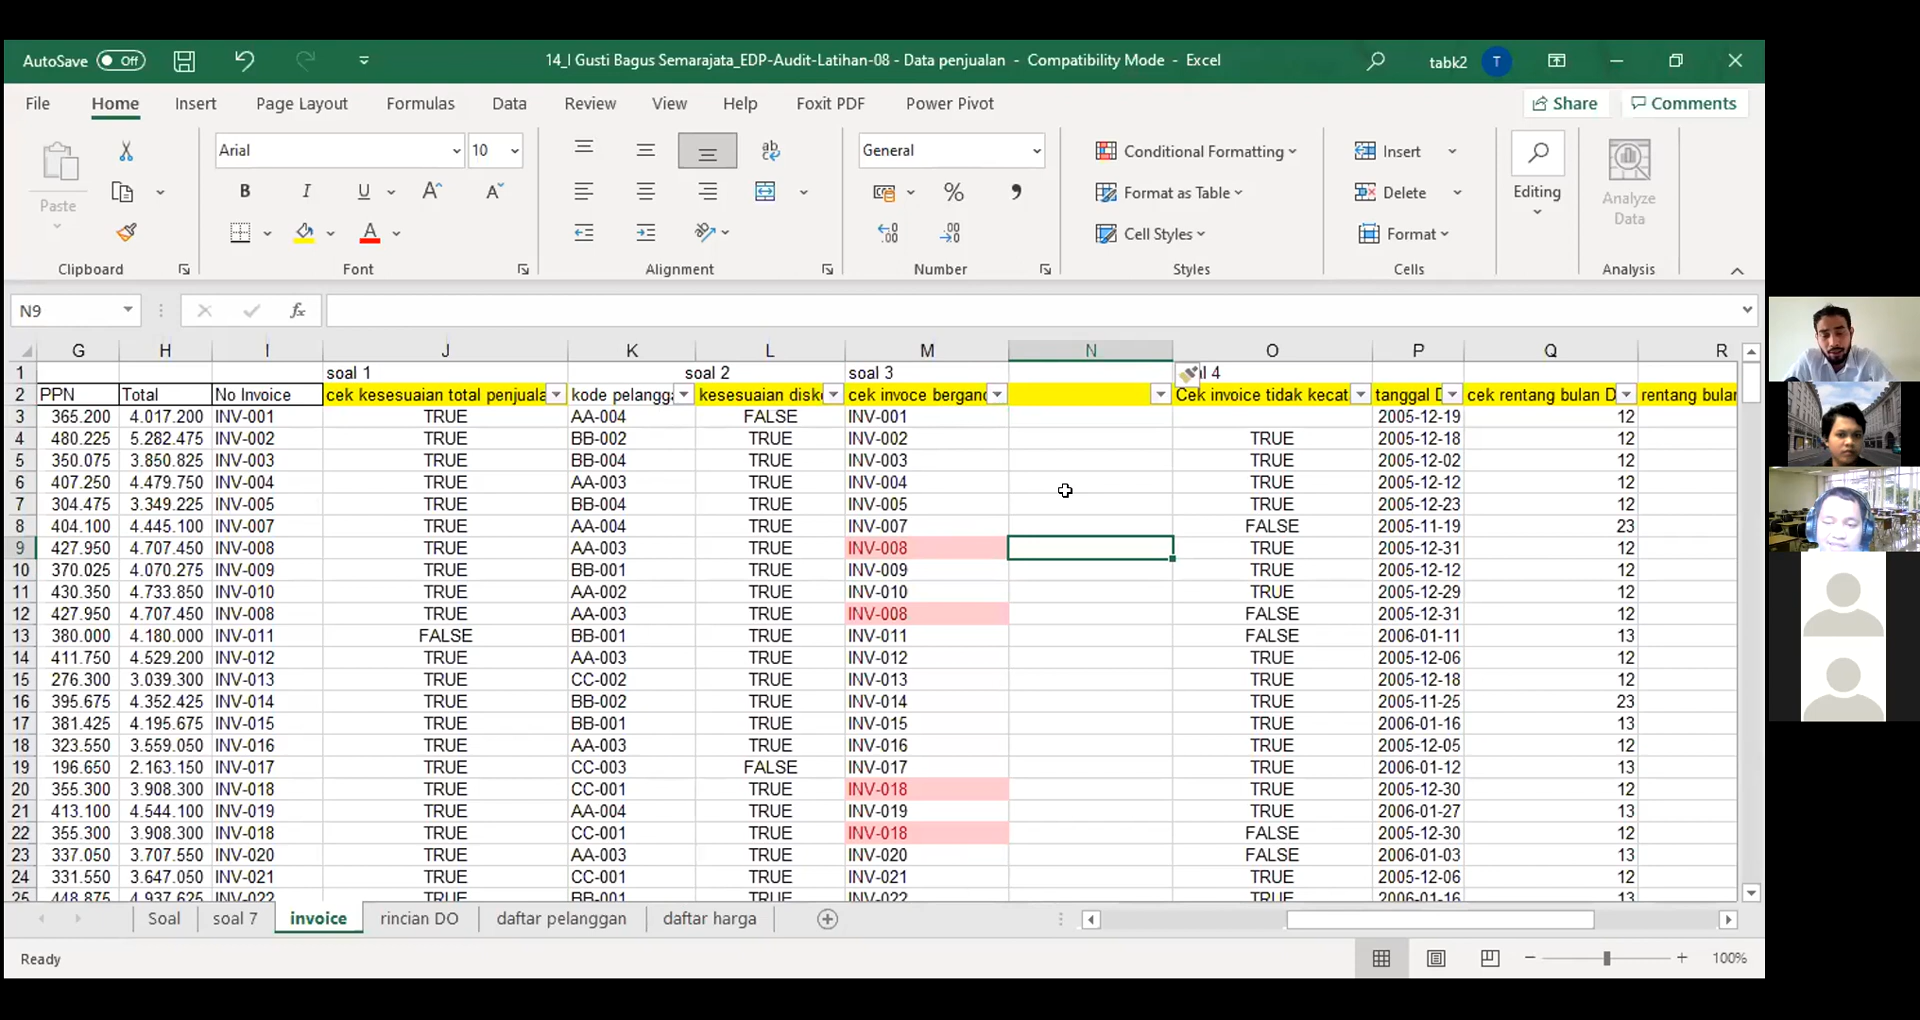 AutoSave Off 14_I Gusti Bagus Semarajata_EDP-Audit-Latihan-08 - Data penjualan - Compatibility Mode - Excel tabk2 T
File Home Insert Page Layout Formulas Data Review View Help Foxit PDF Power Pivot Share Comments
Arial 10 ab General Conditional Formatting Insert
Paste B I U A A % , Format as Table Delete Editing Analyze Data
A Cell Styles Format
Clipboard Font Alignment Number Styles Cells Analysis
N9 fx
G H I J K L M N O P Q R
1 soal 1 soal 2 soal 3 al 4
2 PPN Total No Invoice cek kesesuaian total penjuala kode pelangga kesesuaian disk cek invoce bergand Cek invoice tidak kecat tanggal D cek rentang bulan D rentang bular
3 365.200 4.017.200 INV-001 TRUE AA-004 FALSE INV-001 2005-12-19 12
4 480.225 5.282.475 INV-002 TRUE BB-002 TRUE INV-002 TRUE 2005-12-18 12
5 350.075 3.850.825 INV-003 TRUE BB-004 TRUE INV-003 TRUE 2005-12-02 12
6 407.250 4.479.750 INV-004 TRUE AA-003 TRUE INV-004 TRUE 2005-12-12 12
7 304.475 3.349.225 INV-005 TRUE BB-004 TRUE INV-005 TRUE 2005-12-23 12
8 404.100 4.445.100 INV-007 TRUE AA-004 TRUE INV-007 FALSE 2005-11-19 23
9 427.950 4.707.450 INV-008 TRUE AA-003 TRUE INV-008 TRUE 2005-12-31 12
10 370.025 4.070.275 INV-009 TRUE BB-001 TRUE INV-009 TRUE 2005-12-12 12
11 430.350 4.733.850 INV-010 TRUE AA-002 TRUE INV-010 TRUE 2005-12-29 12
12 427.950 4.707.450 INV-008 TRUE AA-003 TRUE INV-008 FALSE 2005-12-31 12
13 380.000 4.180.000 INV-011 FALSE BB-001 TRUE INV-011 FALSE 2006-01-11 13
14 411.750 4.529.200 INV-012 TRUE AA-003 TRUE INV-012 TRUE 2005-12-06 12
15 276.300 3.039.300 INV-013 TRUE CC-002 TRUE INV-013 TRUE 2005-12-18 12
16 395.675 4.352.425 INV-014 TRUE BB-002 TRUE INV-014 TRUE 2005-11-25 23
17 381.425 4.195.675 INV-015 TRUE BB-001 TRUE INV-015 TRUE 2006-01-16 13
18 323.550 3.559.050 INV-016 TRUE AA-003 TRUE INV-016 TRUE 2005-12-05 12
19 196.650 2.163.150 INV-017 TRUE CC-003 FALSE INV-017 TRUE 2006-01-12 13
20 355.300 3.908.300 INV-018 TRUE CC-001 TRUE INV-018 TRUE 2005-12-30 12
21 413.100 4.544.100 INV-019 TRUE AA-004 TRUE INV-019 TRUE 2006-01-27 13
22 355.300 3.908.300 INV-018 TRUE CC-001 TRUE INV-018 FALSE 2005-12-30 12
23 337.050 3.707.550 INV-020 TRUE AA-003 TRUE INV-020 FALSE 2006-01-03 13
24 331.550 3.647.050 INV-021 TRUE CC-001 TRUE INV-021 TRUE 2005-12-06 12
25 448.875 4.937.625 INV-022 TRUE BB-001 TRUE INV-022 TRUE 2006-01-16 13
Soal soal 7 invoice rincian DO daftar pelanggan daftar harga
Ready 100%